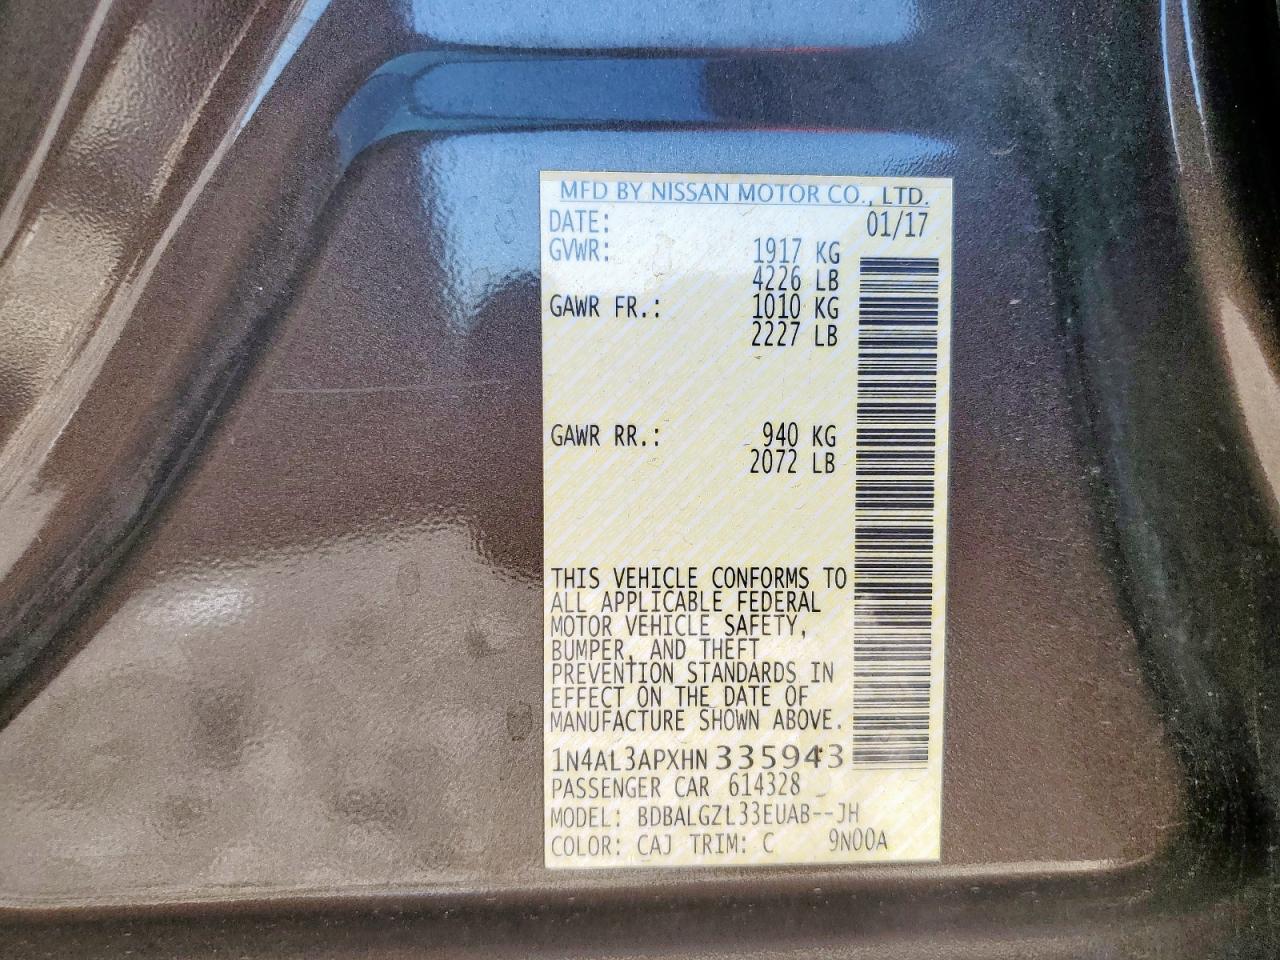 MFD BY NISSAN MOTOR CO., LTD.
DATE: 01/17
GVWR: 1917 KG
4226 LB
GAWR FR.: 1010 KG
2227 LB
GAWR RR.: 940 KG
2072 LB
THIS VEHICLE CONFORMS TO
ALL APPLICABLE FEDERAL
MOTOR VEHICLE SAFETY,
BUMPER, AND THEFT
PREVENTION STANDARDS IN
EFFECT ON THE DATE OF
MANUFACTURE SHOWN ABOVE.
1N4AL3APXHN335943
PASSENGER CAR 614328
MODEL: BDBALGZL33EUAB--JH
COLOR: CAJ TRIM: C 9N00A